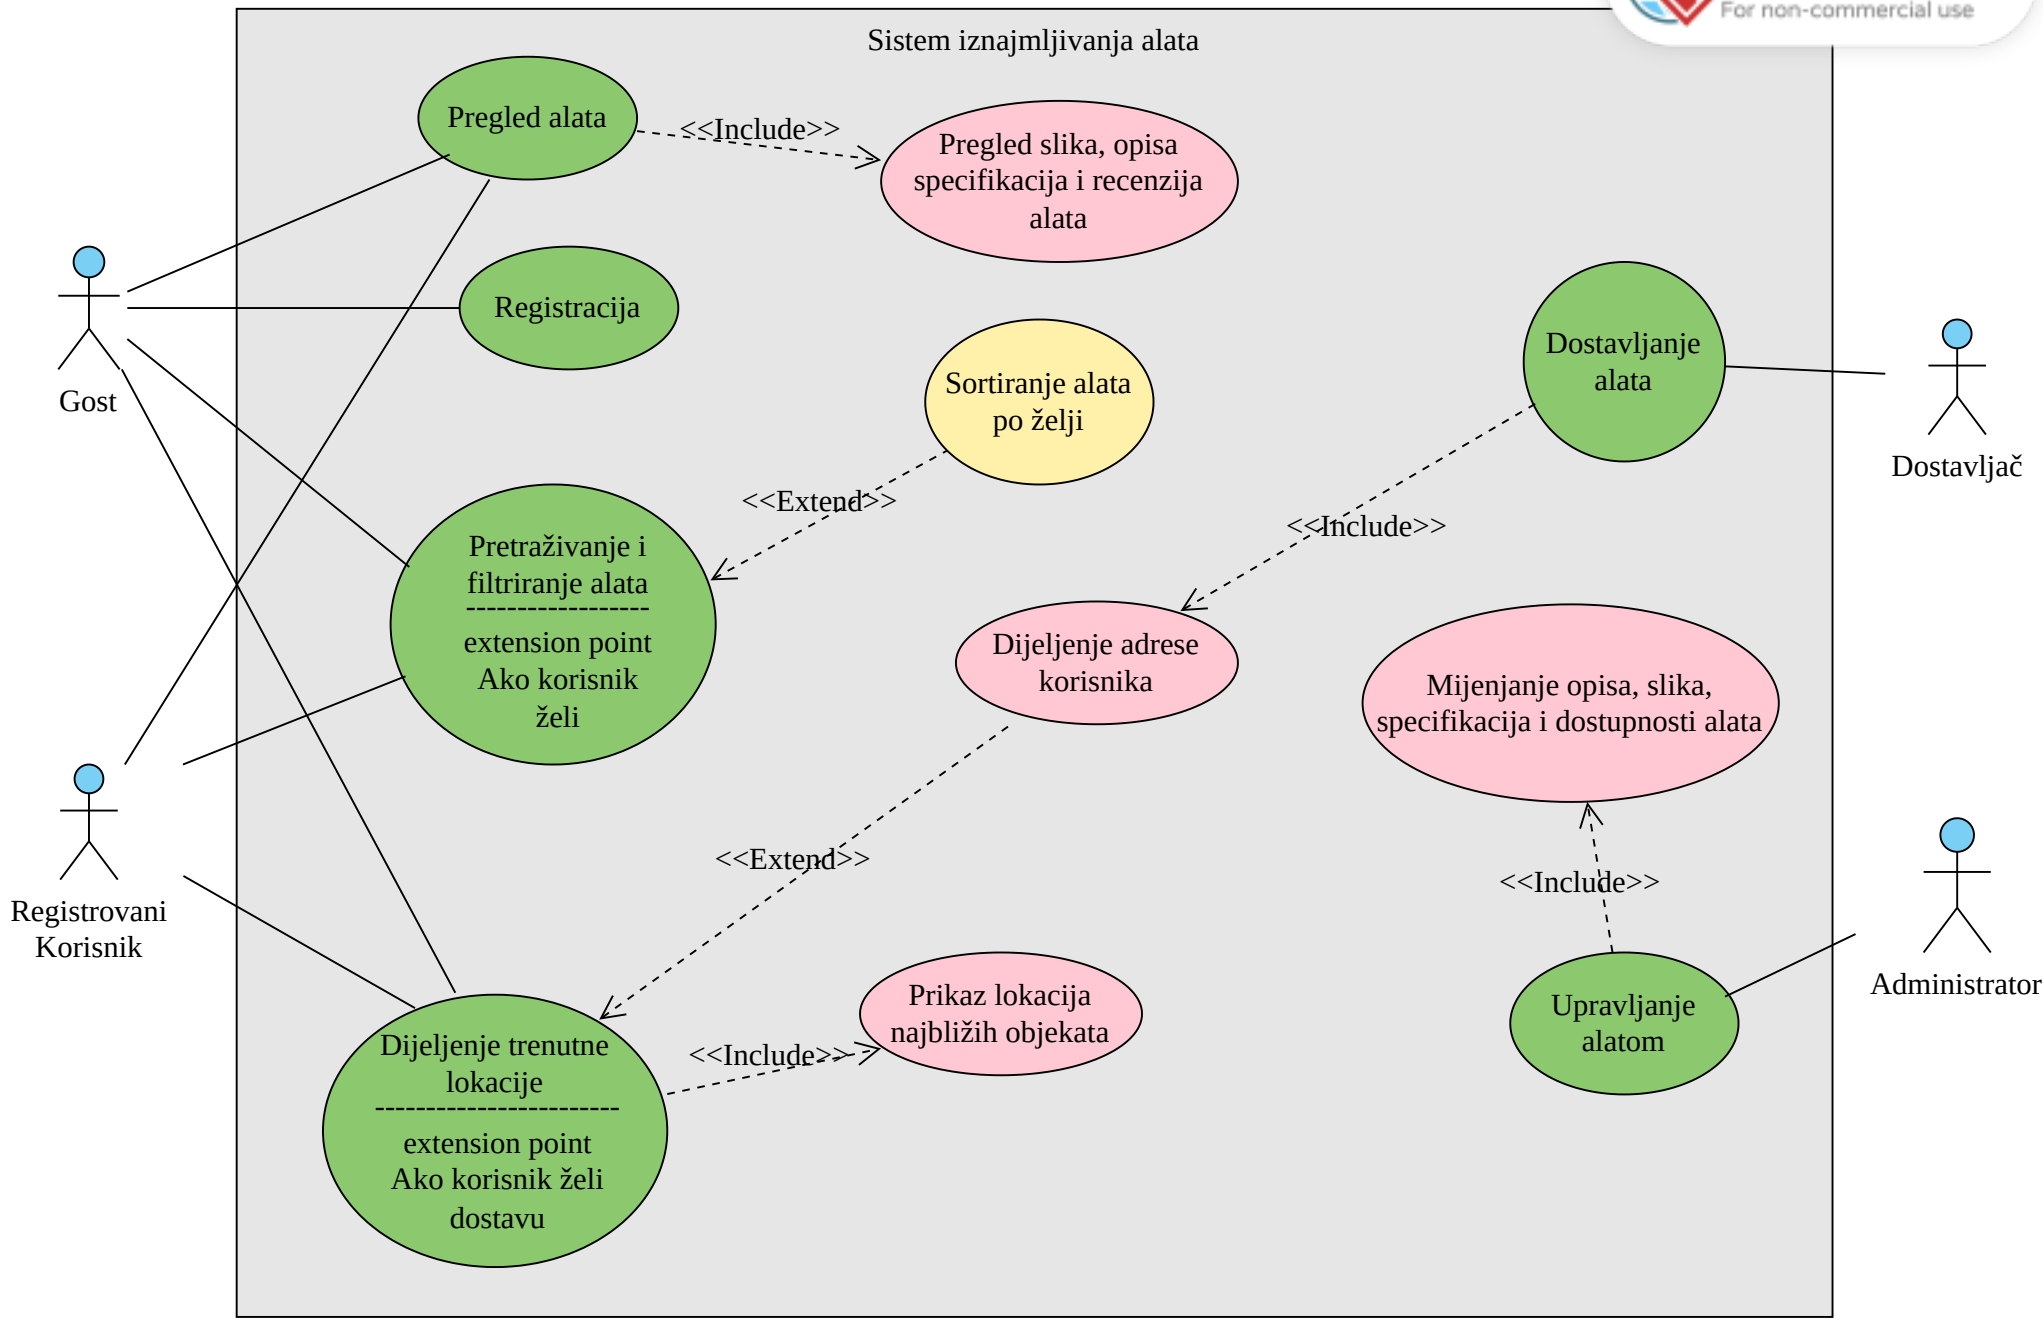 For non-commercial use
Sistem iznajmljivanja alata
Pregled alata
<<Include>>
Pregled slika, opisa
specifikacija i recenzija
alata
Registracija
Gost
Sortiranje alata
po želji
Dostavljanje
alata
Dostavljač
<<Extend>>
<<Include>>
Pretraživanje i
filtriranje alata
------------------
extension point
Ako korisnik
želi
Dijeljenje adrese
korisnika
Mijenjanje opisa, slika,
specifikacija i dostupnosti alata
<<Extend>>
<<Include>>
Registrovani
Korisnik
Administrator
Prikaz lokacija
najbližih objekata
Upravljanje
alatom
<<Include>>
Dijeljenje trenutne
lokacije
------------------------
extension point
Ako korisnik želi
dostavu